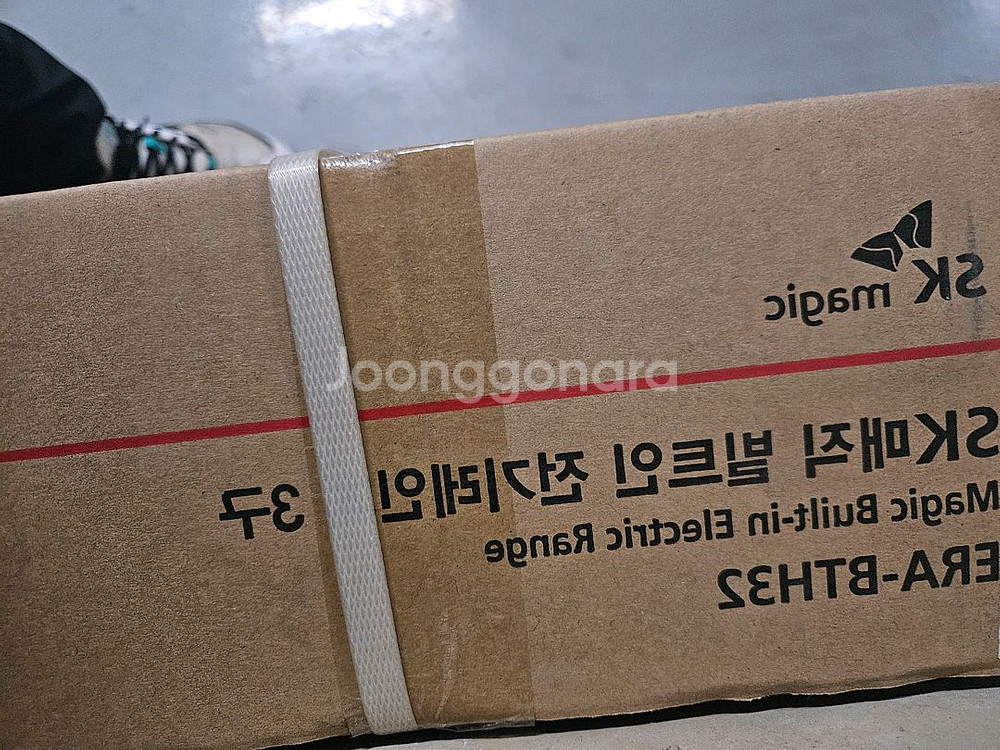 SK magic
Joonggonara
SK매직 빌트인 전기레인 3구
Magic Built-in Electric Range
ERA-BTH32